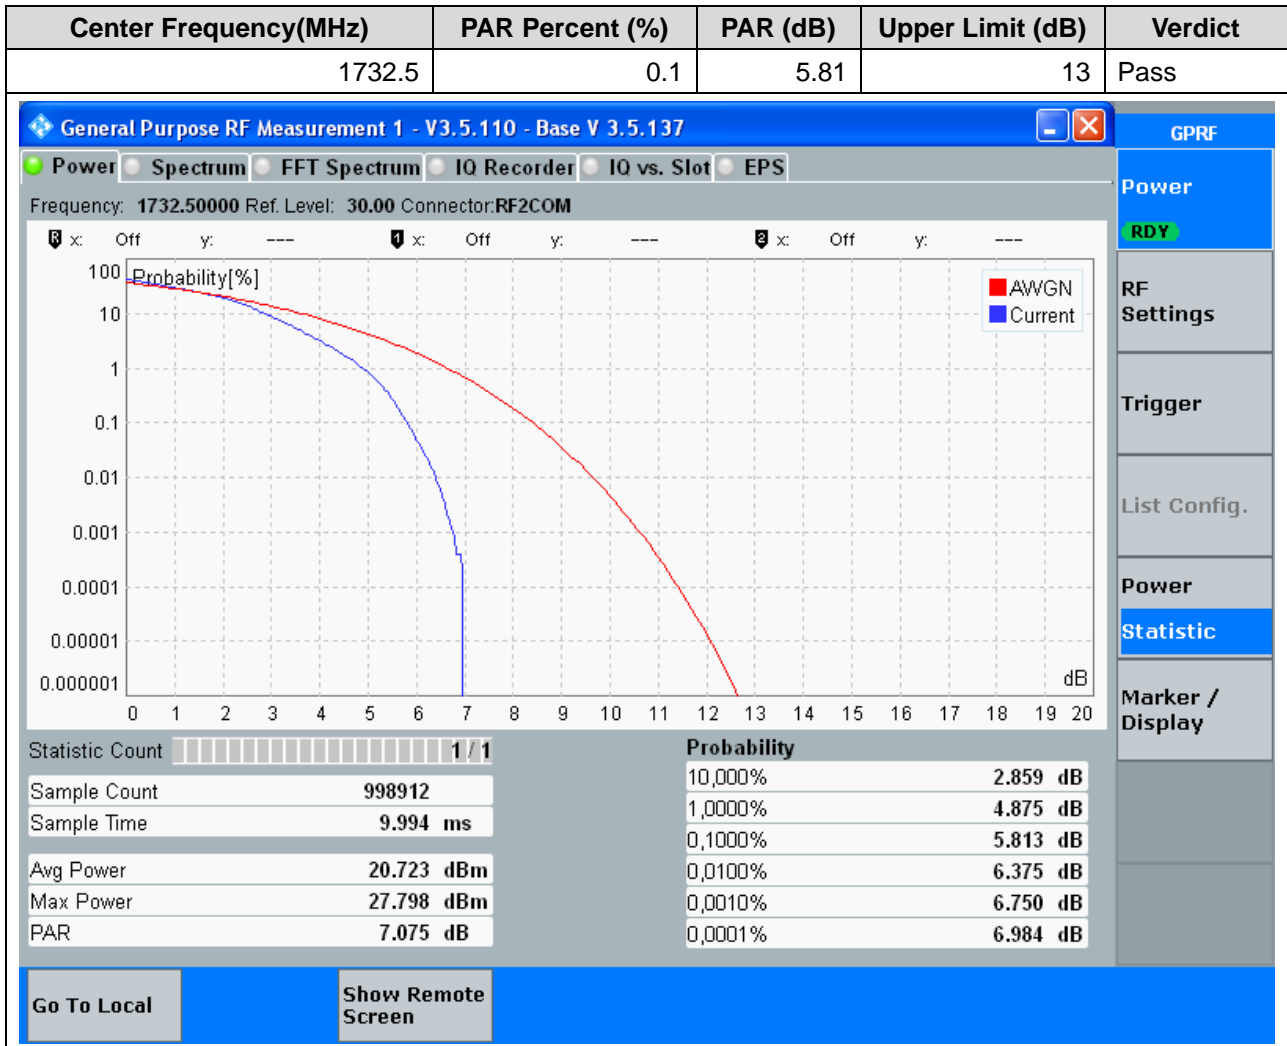 Center Frequency(MHz) PAR Percent (%) PAR (dB) Upper Limit (dB) Verdict
1732.5 0.1 5.81 13 Pass
General Purpose RF Measurement 1 - V3.5.110 - Base V 3.5.137
GPRF
Power Spectrum FFT Spectrum IQ Recorder IQ vs. Slot EPS
Power
RDY
Frequency: 1732.50000 Ref. Level: 30.00 Connector:RF2COM
R x: Off y: --- 1 x: Off y: --- 2 x: Off y: ---
Probability[%]
AWGN
Current
100
10
1
0.1
0.01
0.001
0.0001
0.00001
0.000001
dB
0 1 2 3 4 5 6 7 8 9 10 11 12 13 14 15 16 17 18 19 20
RF
Settings
Trigger
List Config.
Power
Statistic
Marker /
Display
Statistic Count 1 / 1
Sample Count 998912
Sample Time 9.994 ms
Avg Power 20.723 dBm
Max Power 27.798 dBm
PAR 7.075 dB
Probability
10,000% 2.859 dB
1,0000% 4.875 dB
0,1000% 5.813 dB
0,0100% 6.375 dB
0,0010% 6.750 dB
0,0001% 6.984 dB
Go To Local
Show Remote
Screen